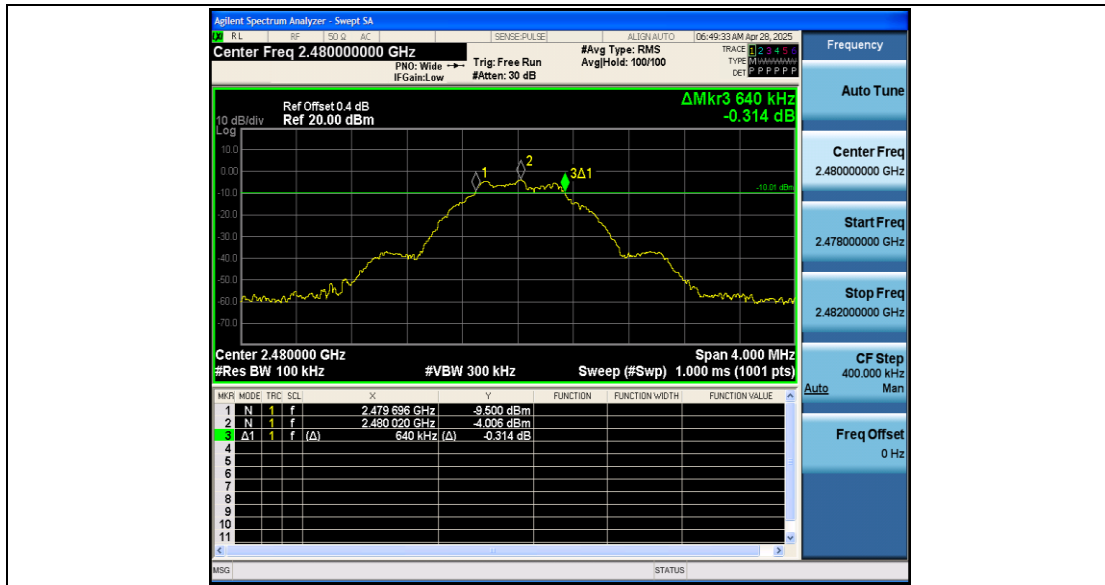 Agilent Spectrum Analyzer - Swept SA
RL RF 50 Ω AC SENSE:PULSE ALIGNAUTO 06:49:33 AM Apr 28, 2025
Center Freq 2.480000000 GHz #Avg Type: RMS TRACE 1 2 3 4 5 6
PNO: Wide Trig: Free Run Avg|Hold: 100/100 TYPE M
IFGain:Low #Atten: 30 dB DET P P P P P P
ΔMkr3 640 kHz
-0.314 dB
Ref Offset 0.4 dB
10 dB/div Ref 20.00 dBm
Log
10.0
0.00
-10.0
-20.0
-30.0
-40.0
-50.0
-60.0
-70.0
1
2
3Δ1
-10.01 dBm
Center 2.480000 GHz Span 4.000 MHz
#Res BW 100 kHz #VBW 300 kHz Sweep (#Swp) 1.000 ms (1001 pts)
MKR MODE TRC SCL X Y FUNCTION FUNCTION WIDTH FUNCTION VALUE
1 N 1 f 2.479 696 GHz -9.500 dBm
2 N 1 f 2.480 020 GHz -4.006 dBm
3 Δ1 1 f (Δ) 640 kHz (Δ) -0.314 dB
4
5
6
7
8
9
10
11
MSG STATUS
Frequency
Auto Tune
Center Freq
2.480000000 GHz
Start Freq
2.478000000 GHz
Stop Freq
2.482000000 GHz
CF Step
400.000 kHz
Auto Man
Freq Offset
0 Hz